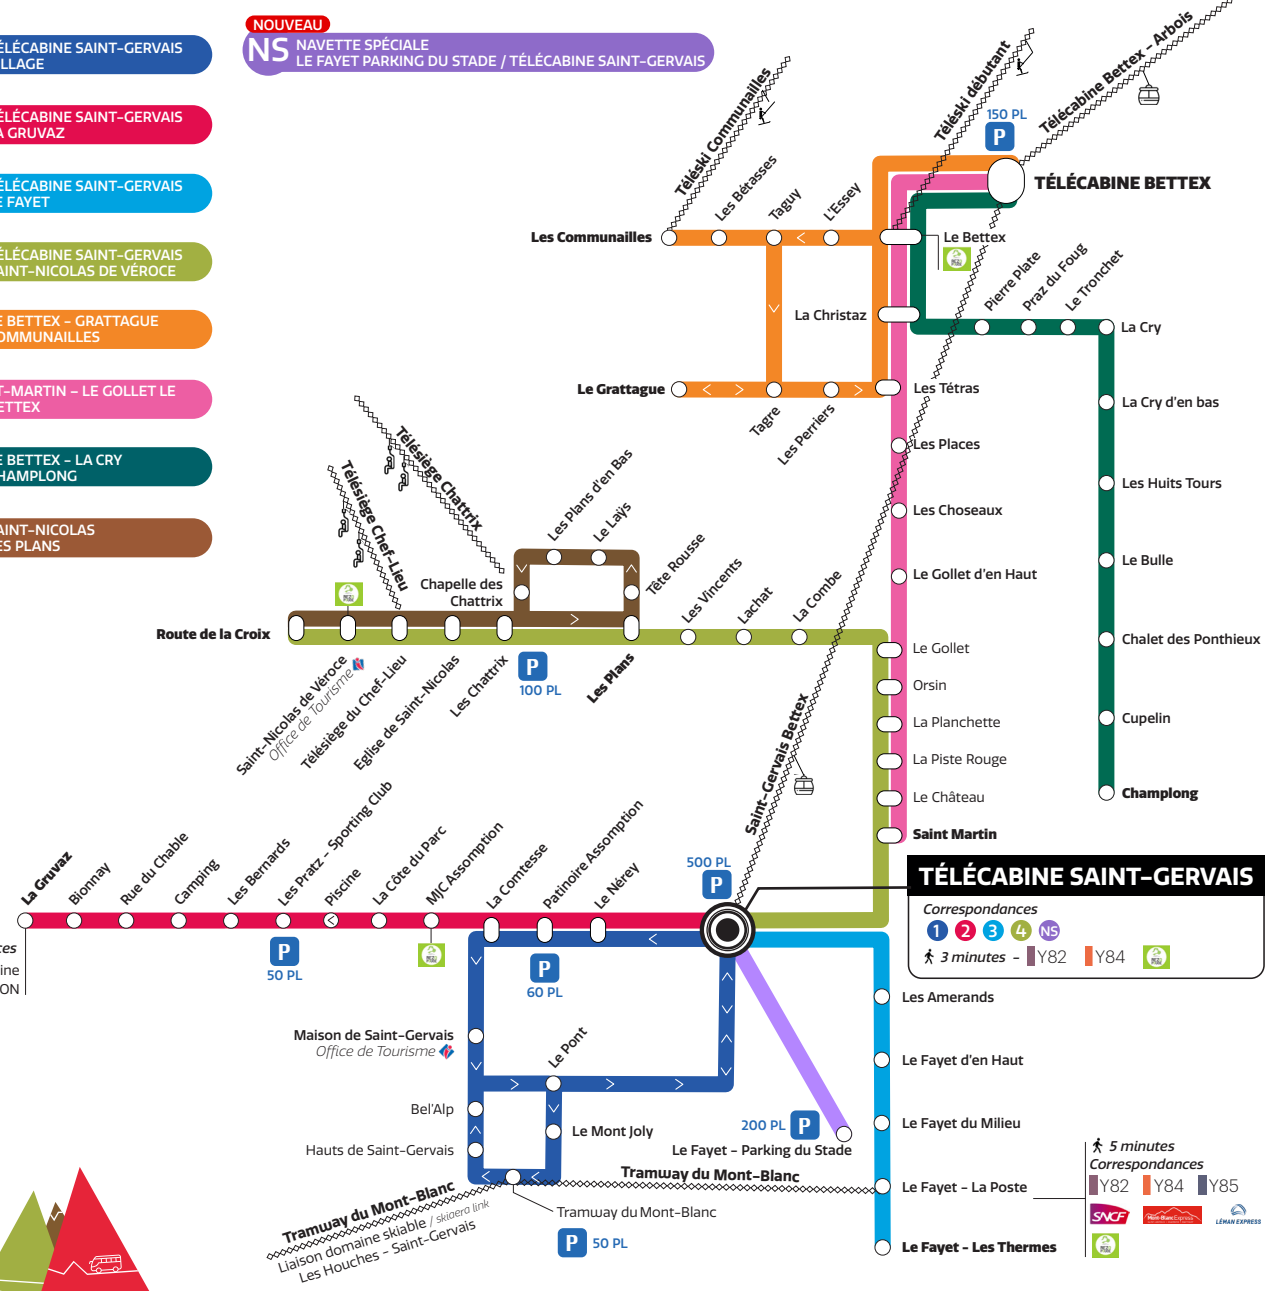 NOUVEAU
NS NAVETTE SPÉCIALE
LE FAYET PARKING DU STADE / TÉLÉCABINE SAINT-GERVAIS
ÉLÉCABINE SAINT-GERVAIS
ILLAGE
ÉLÉCABINE SAINT-GERVAIS
A GRUVAZ
ÉLÉCABINE SAINT-GERVAIS
E FAYET
ÉLÉCABINE SAINT-GERVAIS
AINT-NICOLAS DE VÉROCE
E BETTEX - GRATTAGUE
OMMUNAILLES
T-MARTIN - LE GOLLET LE
ETTEX
E BETTEX - LA CRY
HAMPLONG
AINT-NICOLAS
ES PLANS
Téléski Communailles
Téléski débutant
Télécabine Bettex - Arbois
150 PL
P
TÉLÉCABINE BETTEX
Les Communailles
Les Bétasses
Taguy
L'Essey
Le Bettex
La Christaz
Pierre Plate
Praz du Foug
Le Tronchet
La Cry
Le Grattague
Tagre
Les Perriers
Les Tétras
Les Places
Les Choseaux
Le Gollet d'en Haut
La Cry d'en bas
Les Huits Tours
Le Bulle
Chalet des Ponthieux
Cupelin
Champlong
Télésiège Chattrix
Télésiège Chef-Lieu
Les Plans d'en Bas
Le Laÿs
Chapelle des
Chattrix
Tête Rousse
Les Vincents
Lachat
La Combe
Route de la Croix
Saint-Nicolas de Véroce
Office de Tourisme
Télésiège du Chef-Lieu
Eglise de Saint-Nicolas
Les Chattrix
P
100 PL
Les Plans
Le Gollet
Orsin
La Planchette
La Piste Rouge
Le Château
Saint Martin
Saint-Gervais Bettex
La Gruvaz
Bionnay
Rue du Chable
Camping
Les Bernards
Les Pratz - Sporting Club
Piscine
La Côte du Parc
MJC Assomption
La Comtesse
Patinoire Assomption
Le Nérey
500 PL
P
TÉLÉCABINE SAINT-GERVAIS
Correspondances
1 2 3 4 NS
3 minutes - Y82 Y84
ces
ine
ON
P
50 PL
P
60 PL
Maison de Saint-Gervais
Office de Tourisme
Le Pont
Bel'Alp
Le Mont Joly
Hauts de Saint-Gervais
200 PL P
Le Fayet - Parking du Stade
Les Amerands
Le Fayet d'en Haut
Le Fayet du Milieu
Le Fayet - La Poste
Le Fayet - Les Thermes
5 minutes
Correspondances
Y82 Y84 Y85
SNCF Mont-Blanc Express LÉMAN EXPRESS
Tramway du Mont-Blanc
Tramway du Mont-Blanc
Liaison domaine skiable / skiaera link
Les Houches - Saint-Gervais
Tramway du Mont-Blanc
P 50 PL